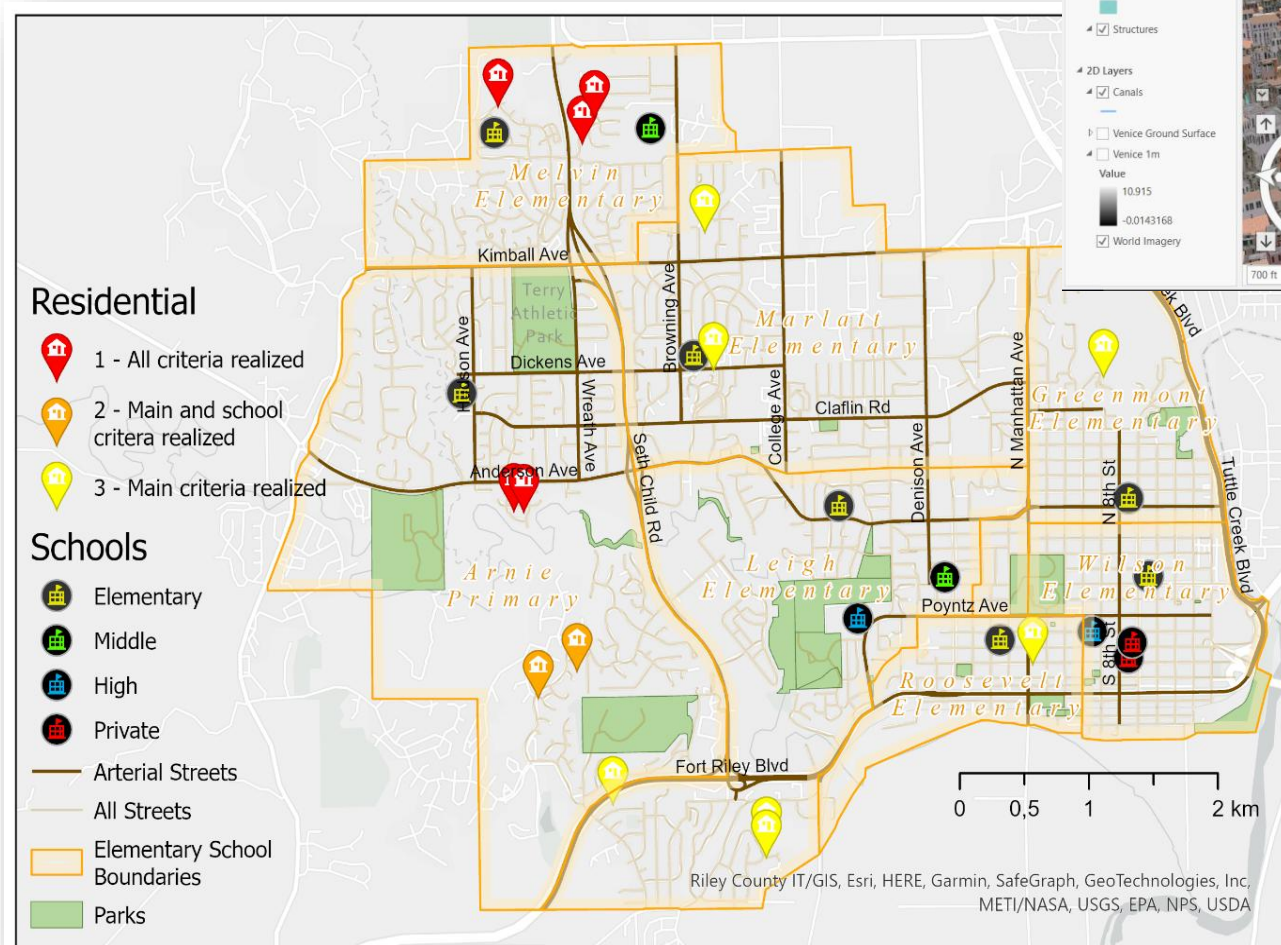 Structures
2D Layers
Canals
Venice Ground Surface
Venice 1m
Value
10.915
-0.0143168
World Imagery
700 ft
Melvin
Elementary
Kimball Ave
Terry
Athletic
Park
Browning Ave
Marlatt
Elementary
Dickens Ave
Wreath Ave
College Ave
Claflin Rd
N Manhattan Ave
Greenmont
Elementary
Anderson Ave
Seth Child Rd
Denison Ave
N 8th St
Tuttle Creek Blvd
Arnie
Primary
Leigh
Elementary
Wilson
Elementary
Poyntz Ave
S 8th St
Roosevelt
Elementary
Fort Riley Blvd
Residential
1 - All criteria realized
2 - Main and school
critera realized
3 - Main criteria realized
Schools
Elementary
Middle
High
Private
Arterial Streets
All Streets
Elementary School
Boundaries
Parks
0 0,5 1 2 km
Riley County IT/GIS, Esri, HERE, Garmin, SafeGraph, GeoTechnologies, Inc,
METI/NASA, USGS, EPA, NPS, USDA